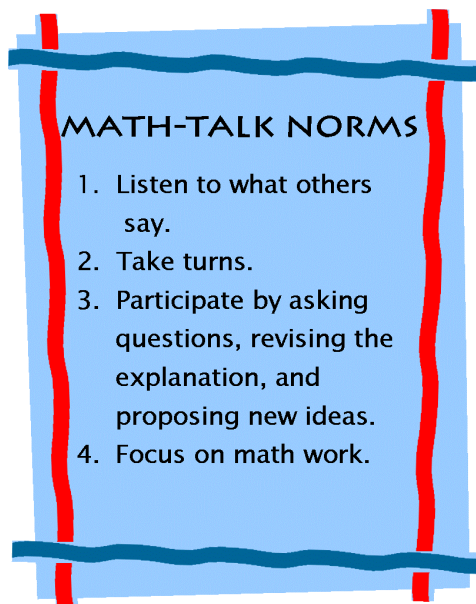 MATH-TALK NORMS
1. Listen to what others
say.
2. Take turns.
3. Participate by asking
questions, revising the
explanation, and
proposing new ideas.
4. Focus on math work.